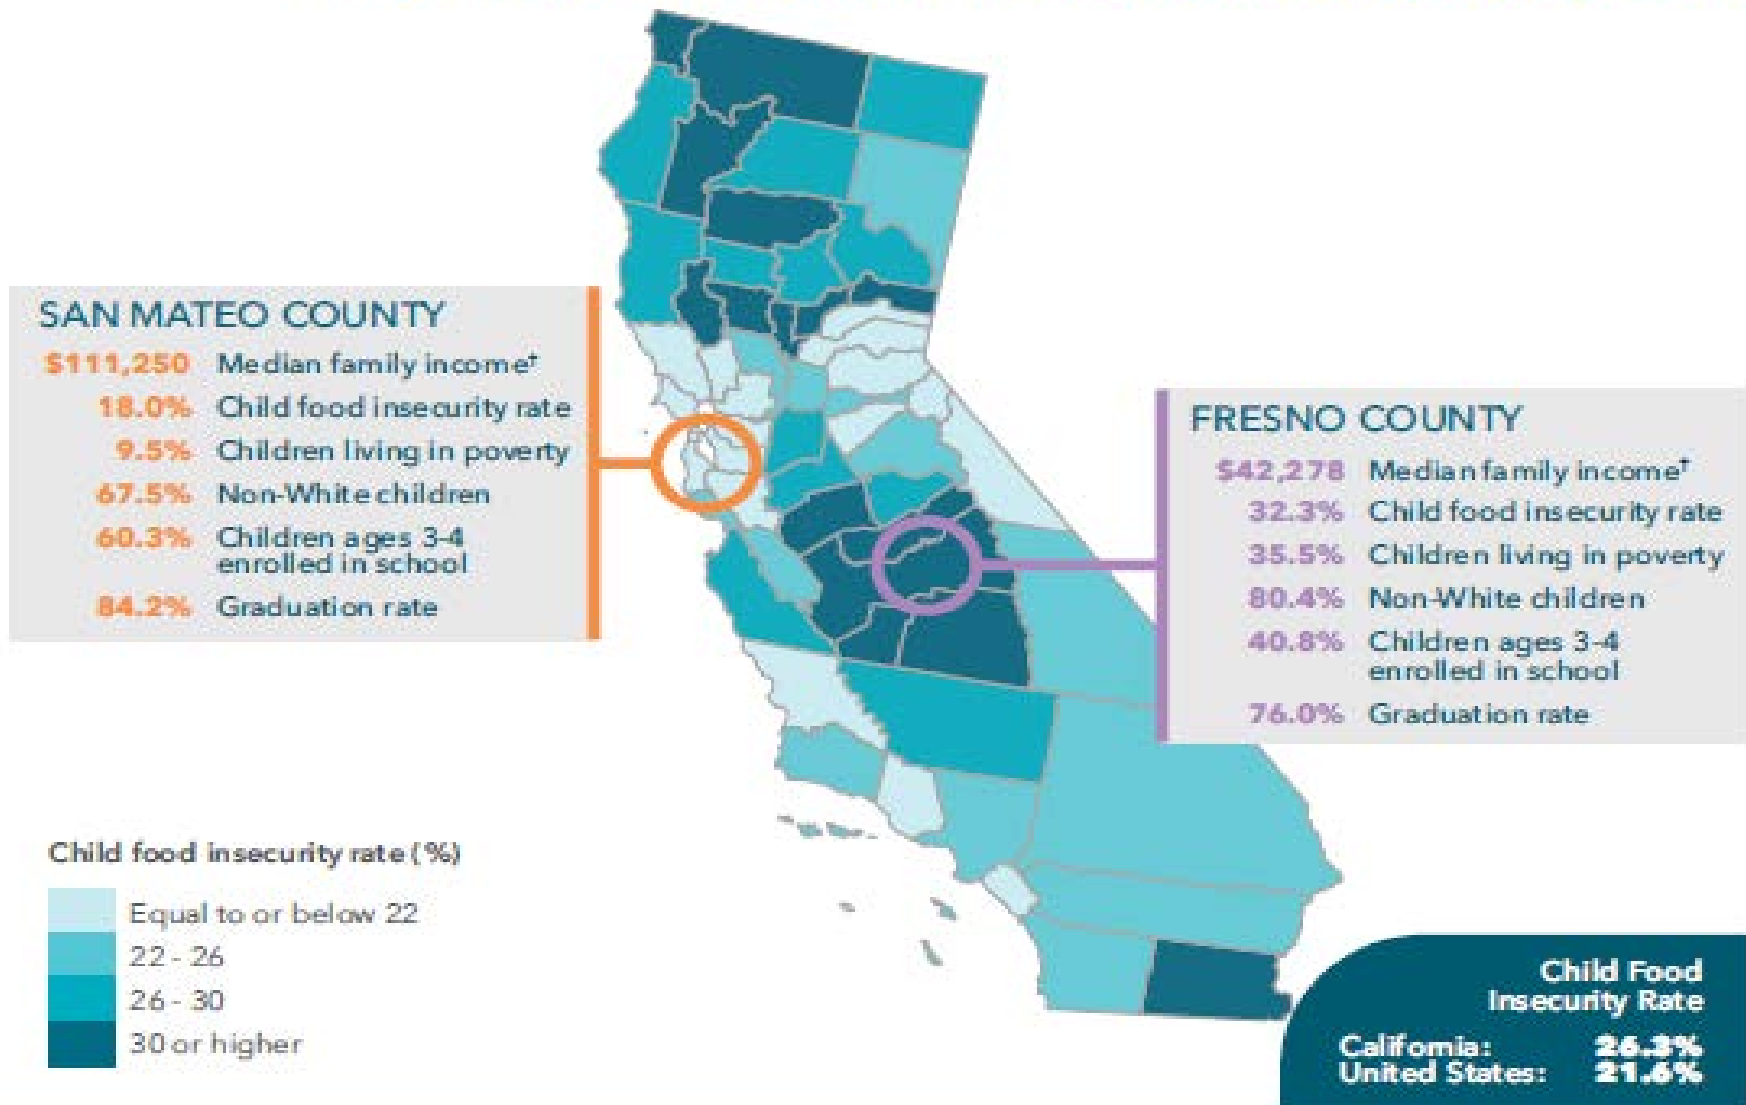 SAN MATEO COUNTY
$111,250 Median family income†
18.0% Child food insecurity rate
9.5% Children living in poverty
67.5% Non-White children
60.3% Children ages 3-4
enrolled in school
84.2% Graduation rate
FRESNO COUNTY
$42,278 Median family income†
32.3% Child food insecurity rate
35.5% Children living in poverty
80.4% Non-White children
40.8% Children ages 3-4
enrolled in school
76.0% Graduation rate
Child food insecurity rate (%)
Equal to or below 22
22 - 26
26 - 30
30 or higher
Child Food
Insecurity Rate
California: 26.3%
United States: 21.6%